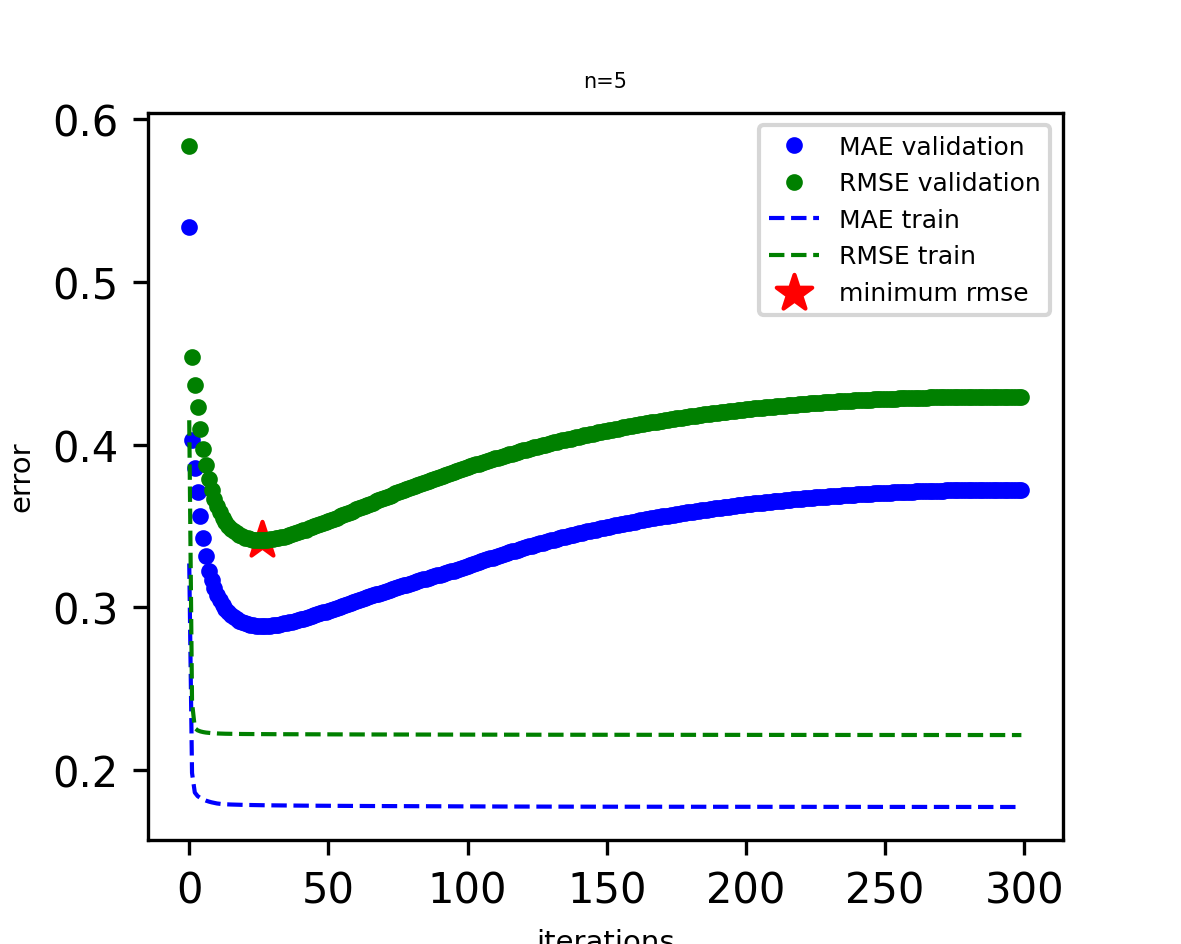 n=5
0.6
0.5
0.4
0.3
0.2
error
MAE validation
RMSE validation
MAE train
RMSE train
minimum rmse
0 50 100 150 200 250 300
iterations